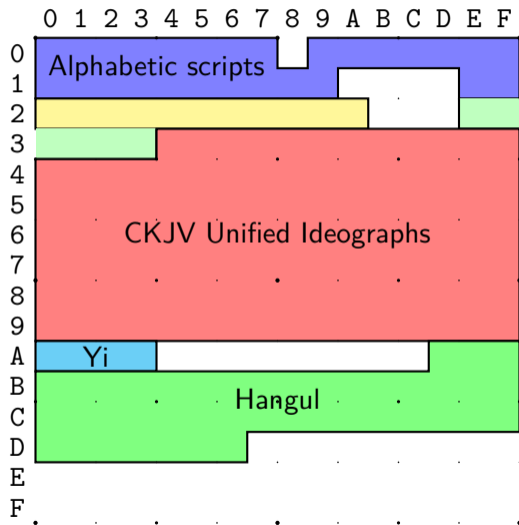 0 1 2 3 4 5 6 7 8 9 A B C D E F
0
Alphabetic scripts
1
2
3
4
5
6
CKJV Unified Ideographs
7
8
9
A
Yi
B
Hangul
C
D
E
F